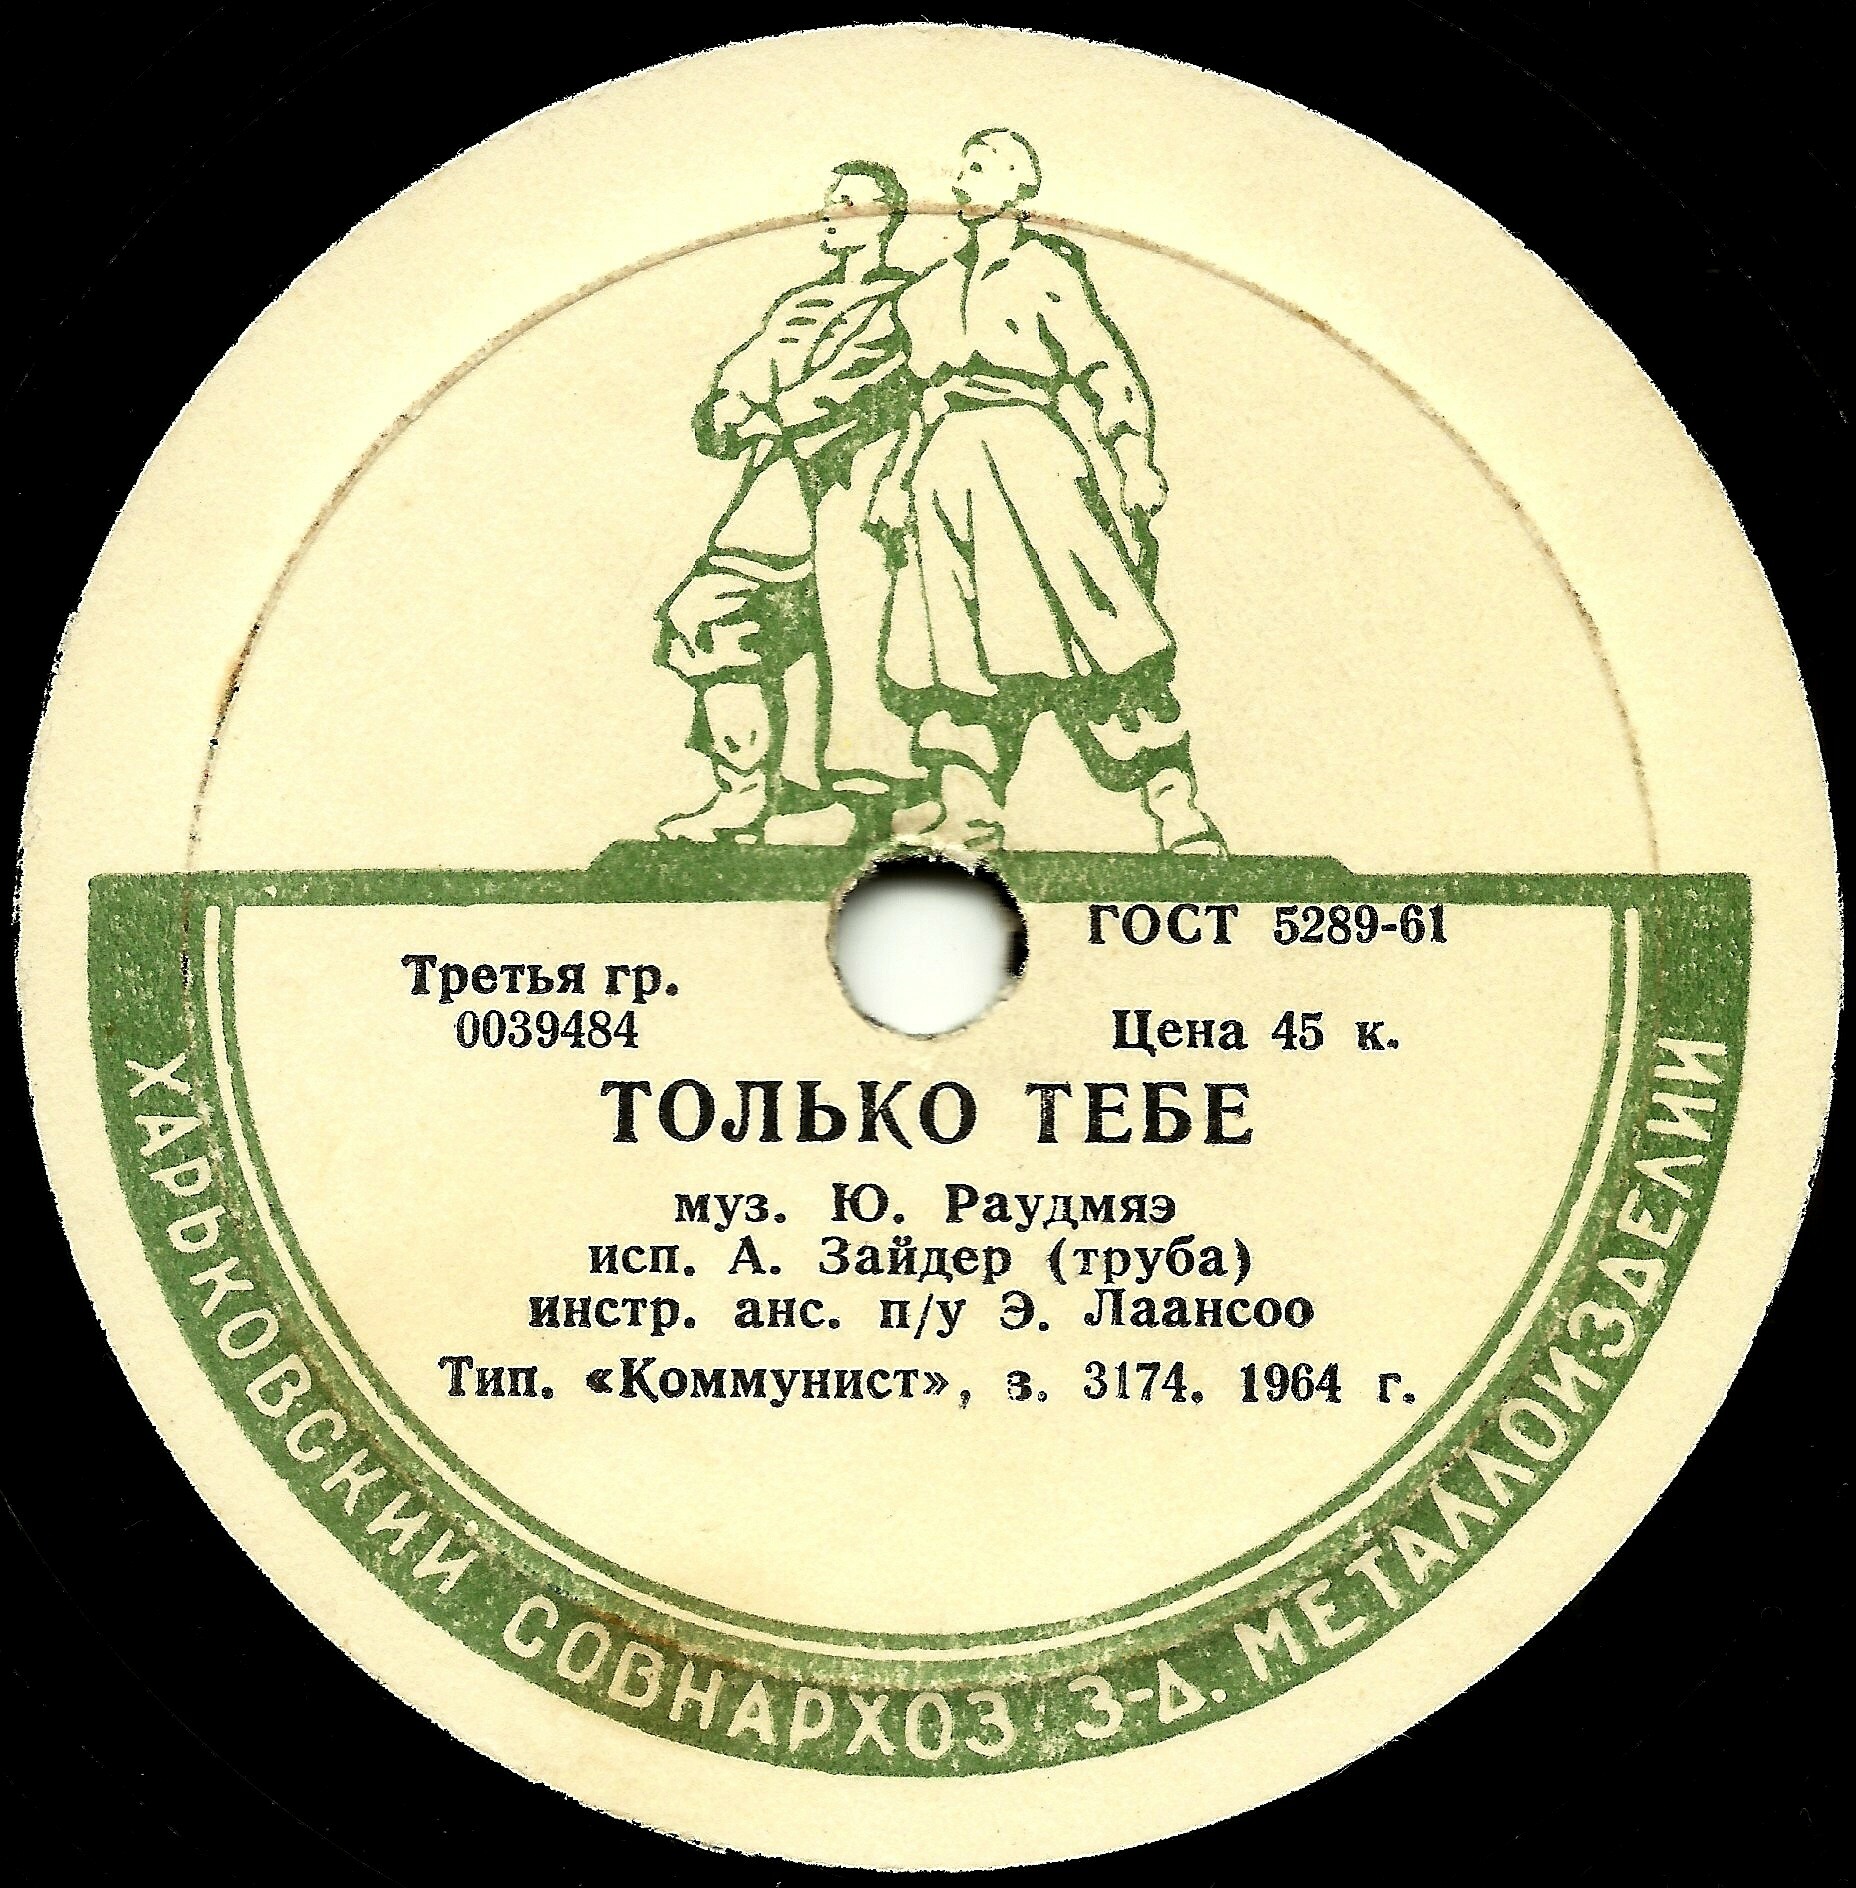 ГОСТ 5289-61
Третья гр.
0039484
Цена 45 к.
ТОЛЬКО ТЕБЕ
муз. Ю. Раудмяэ
исп. А. Зайдер (труба)
инстр. анс. п/у Э. Лаансоо
Тип. «Коммунист», з. 3174. 1964 г.
ХАРЬКОВСКИЙ СОВНАРХОЗ З-Д. МЕТАЛЛОИЗДЕЛИЙ